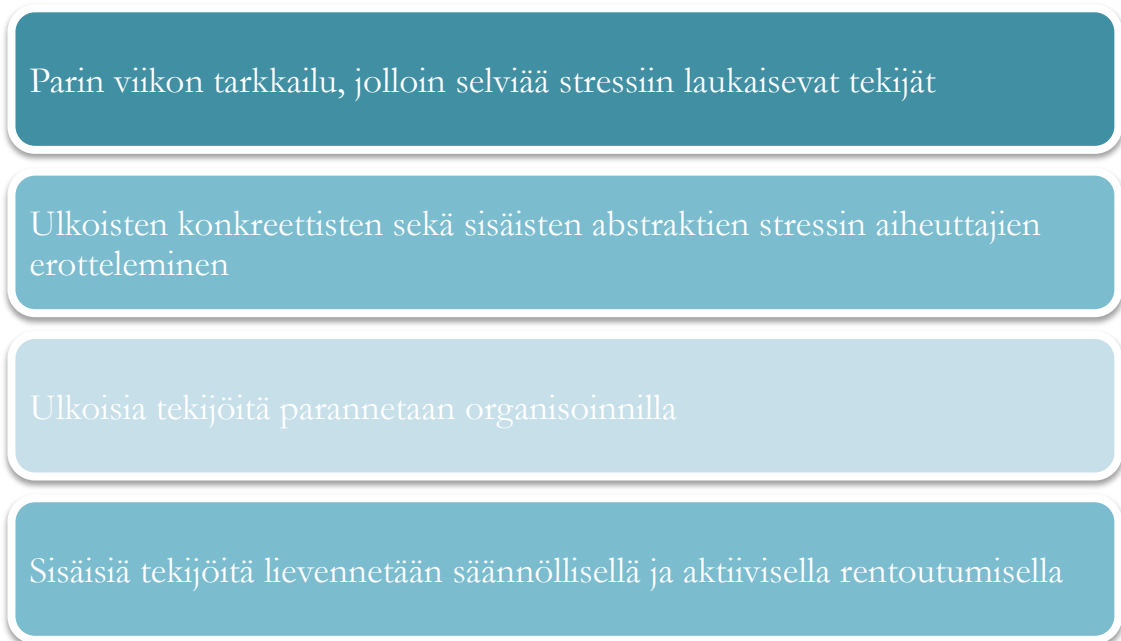 Parin viikon tarkkailu, jolloin selviää stressiin laukaisevat tekijät
Ulkoisten konkreettisten sekä sisäisten abstraktien stressin aiheuttajien
erotteleminen
Ulkoisia tekijöitä parannetaan organisoinnilla
Sisäisiä tekijöitä lievennetään säännöllisellä ja aktiivisella rentoutumisella